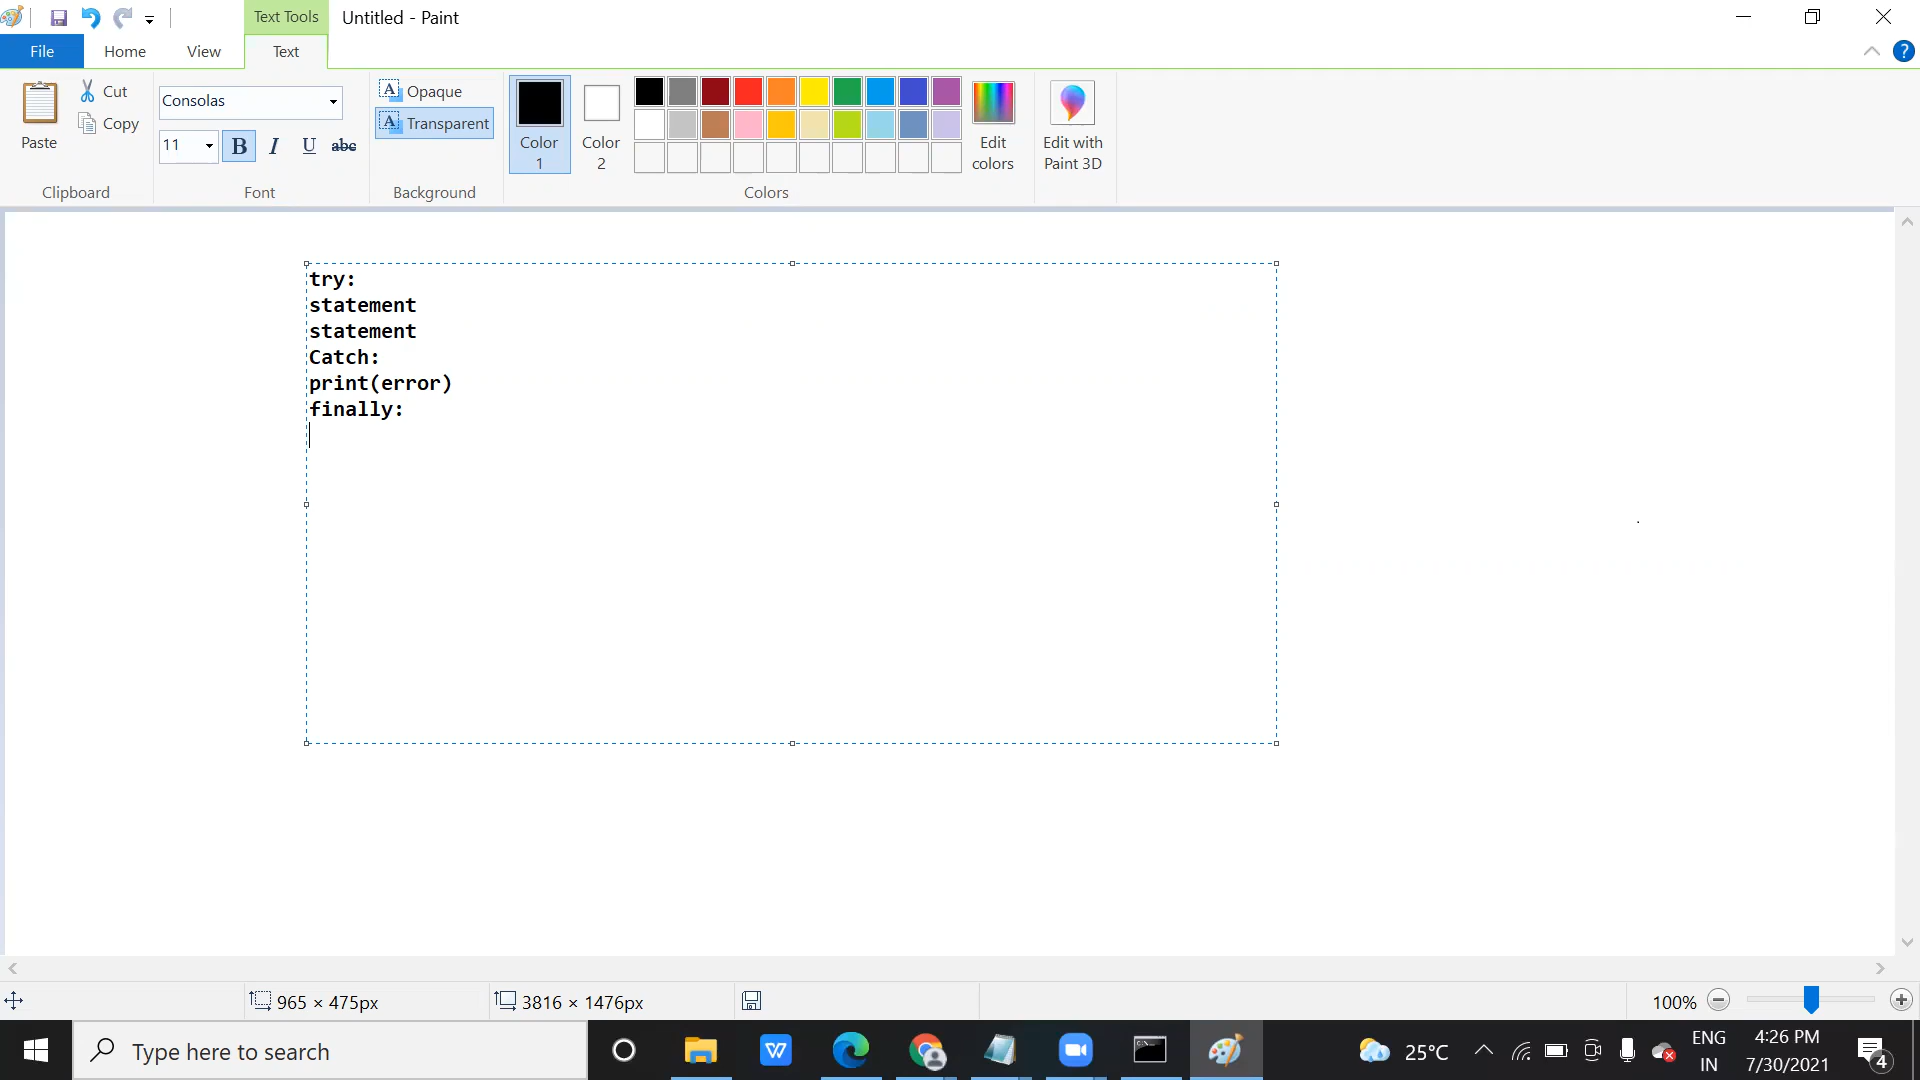 Text Tools
Untitled - Paint
File
Home
View
Text
Paste
Cut
Copy
Clipboard
Consolas
11
B
I
U
abc
Font
A Opaque
A Transparent
Background
Color
1
Color
2
Colors
Edit
colors
Edit with
Paint 3D
?
try:
statement
statement
Catch:
print(error)
finally:
965 × 475px
3816 × 1476px
100%
Type here to search
W
25°C
ENG
IN
4:26 PM
7/30/2021
4